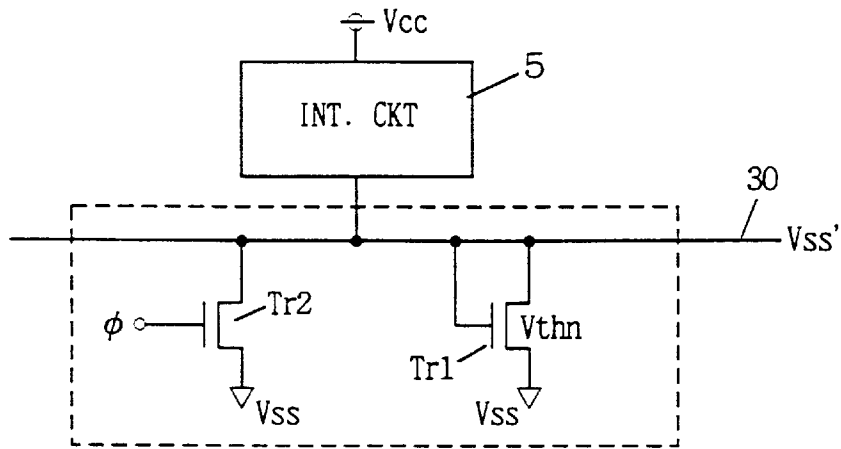 Vcc
5
INT. CKT
30
Vss'
Tr2
ϕ
Vthn
Tr1
Vss
Vss